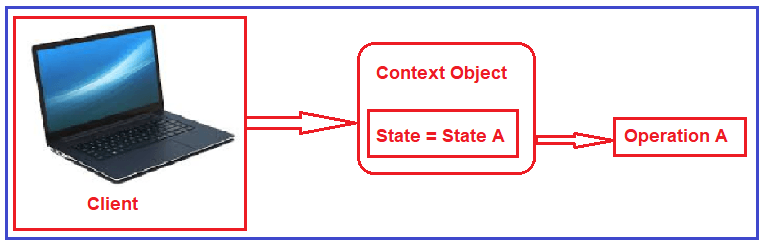 Client
Context Object
State = State A
Operation A